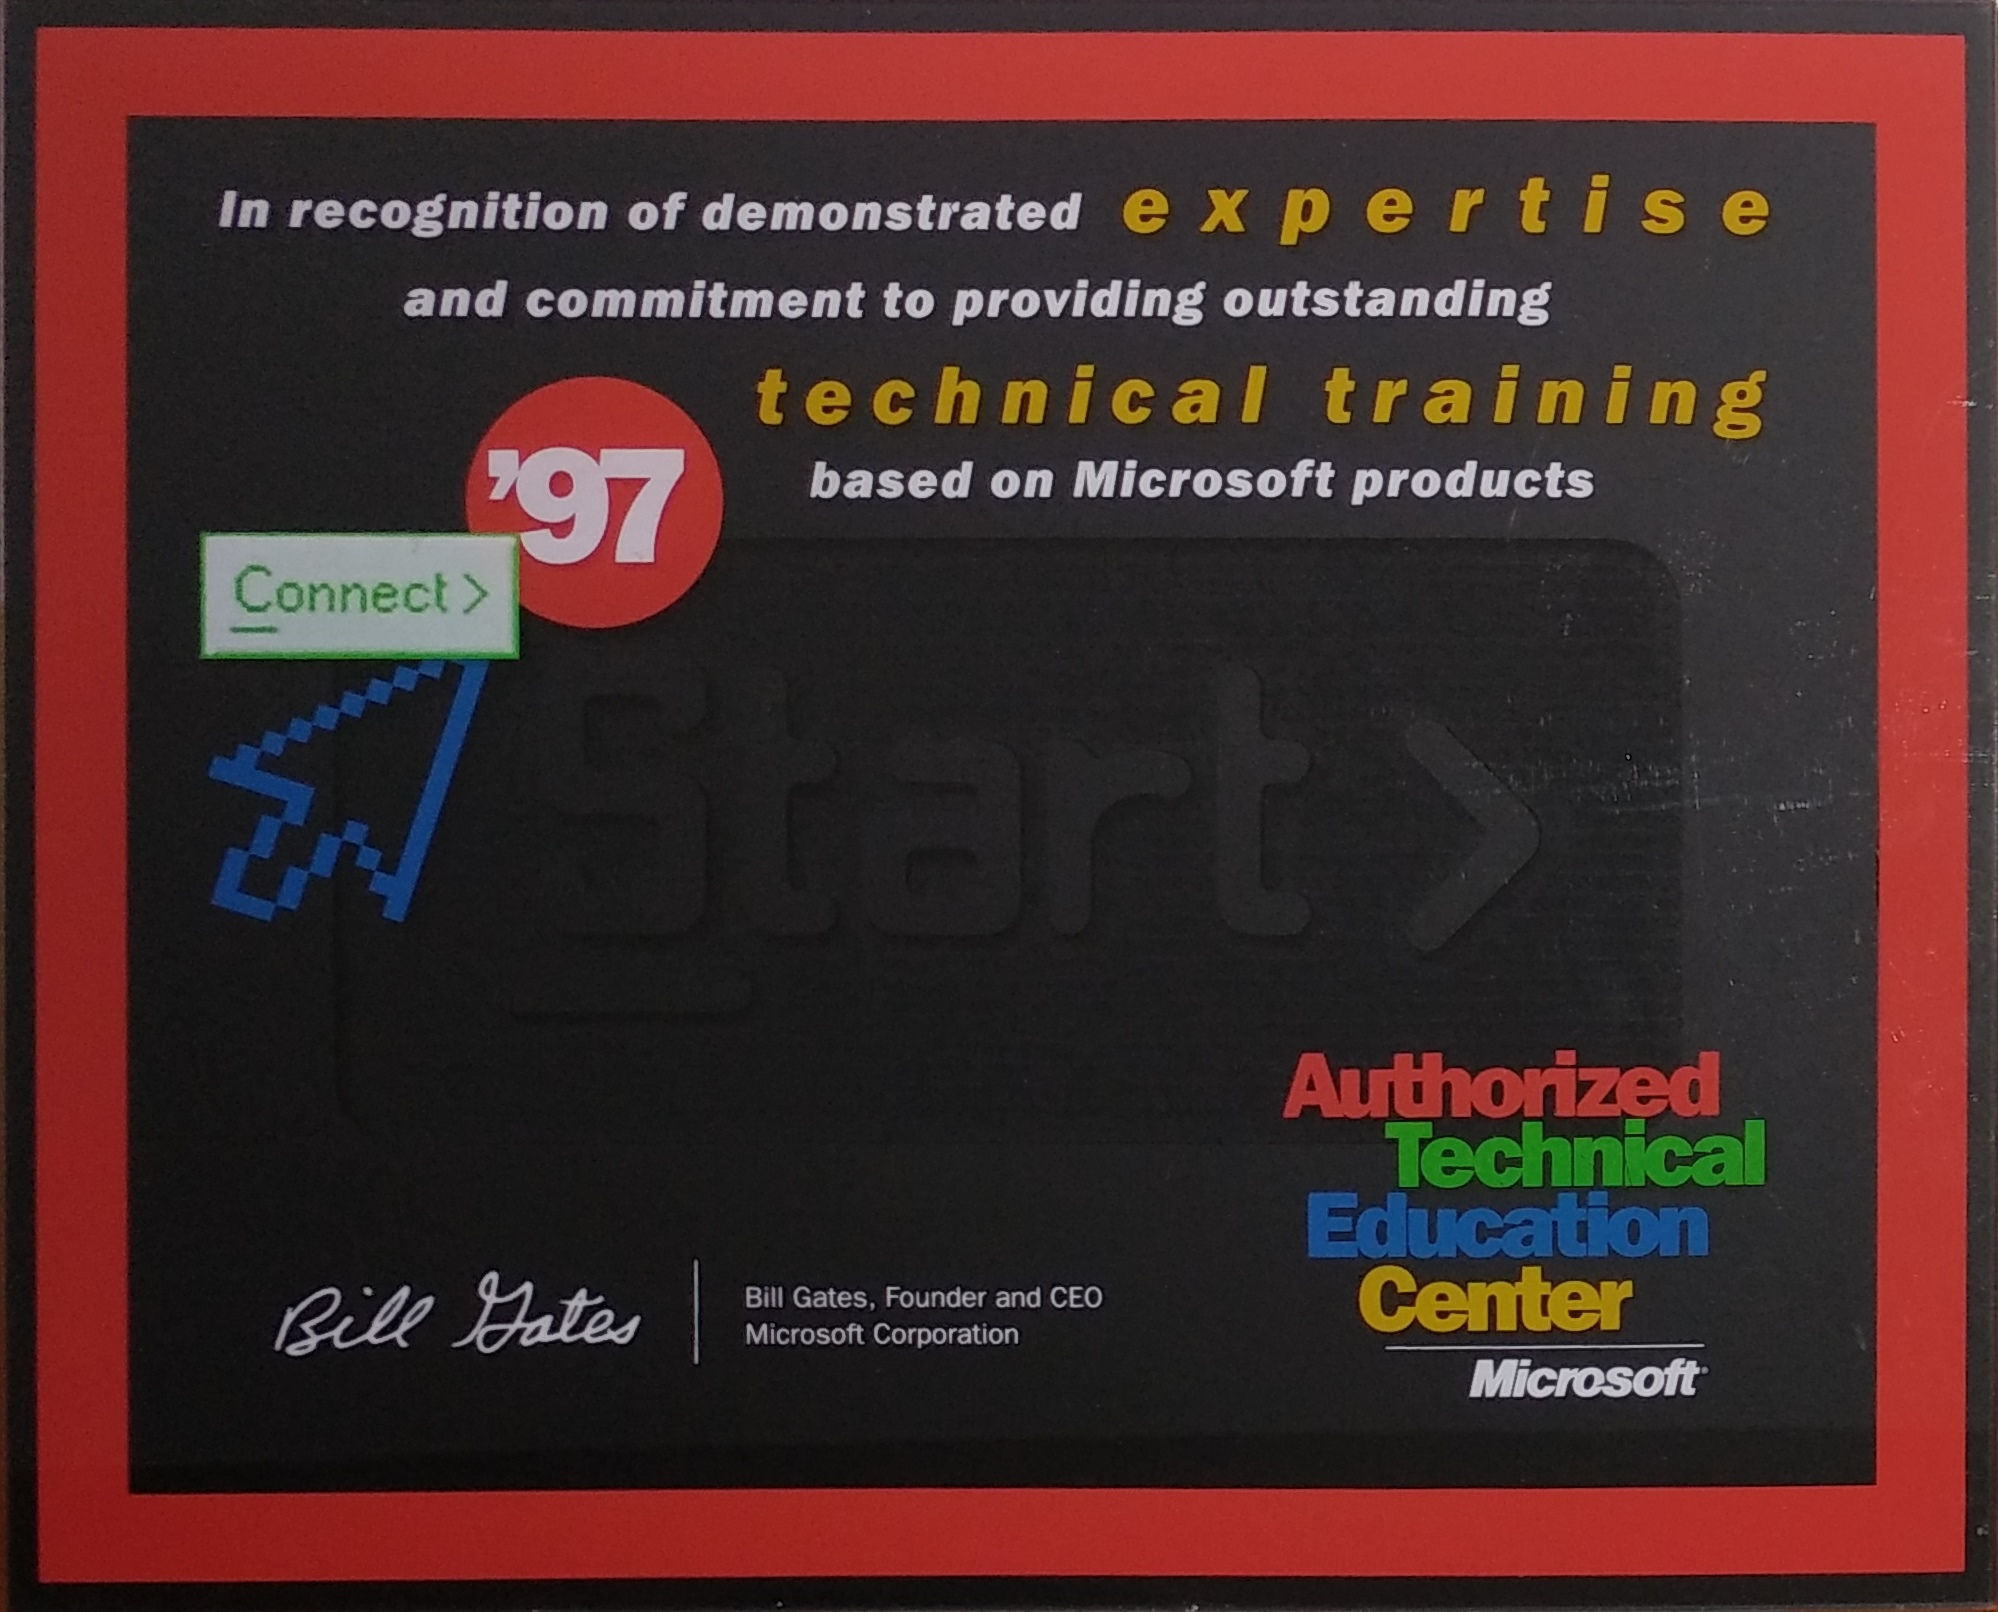 In recognition of demonstrated expertise
and commitment to providing outstanding
technical training
based on Microsoft products
'97
Connect >
Start >
Authorized
Technical
Education
Center
Microsoft
Bill Gates
Bill Gates, Founder and CEO
Microsoft Corporation